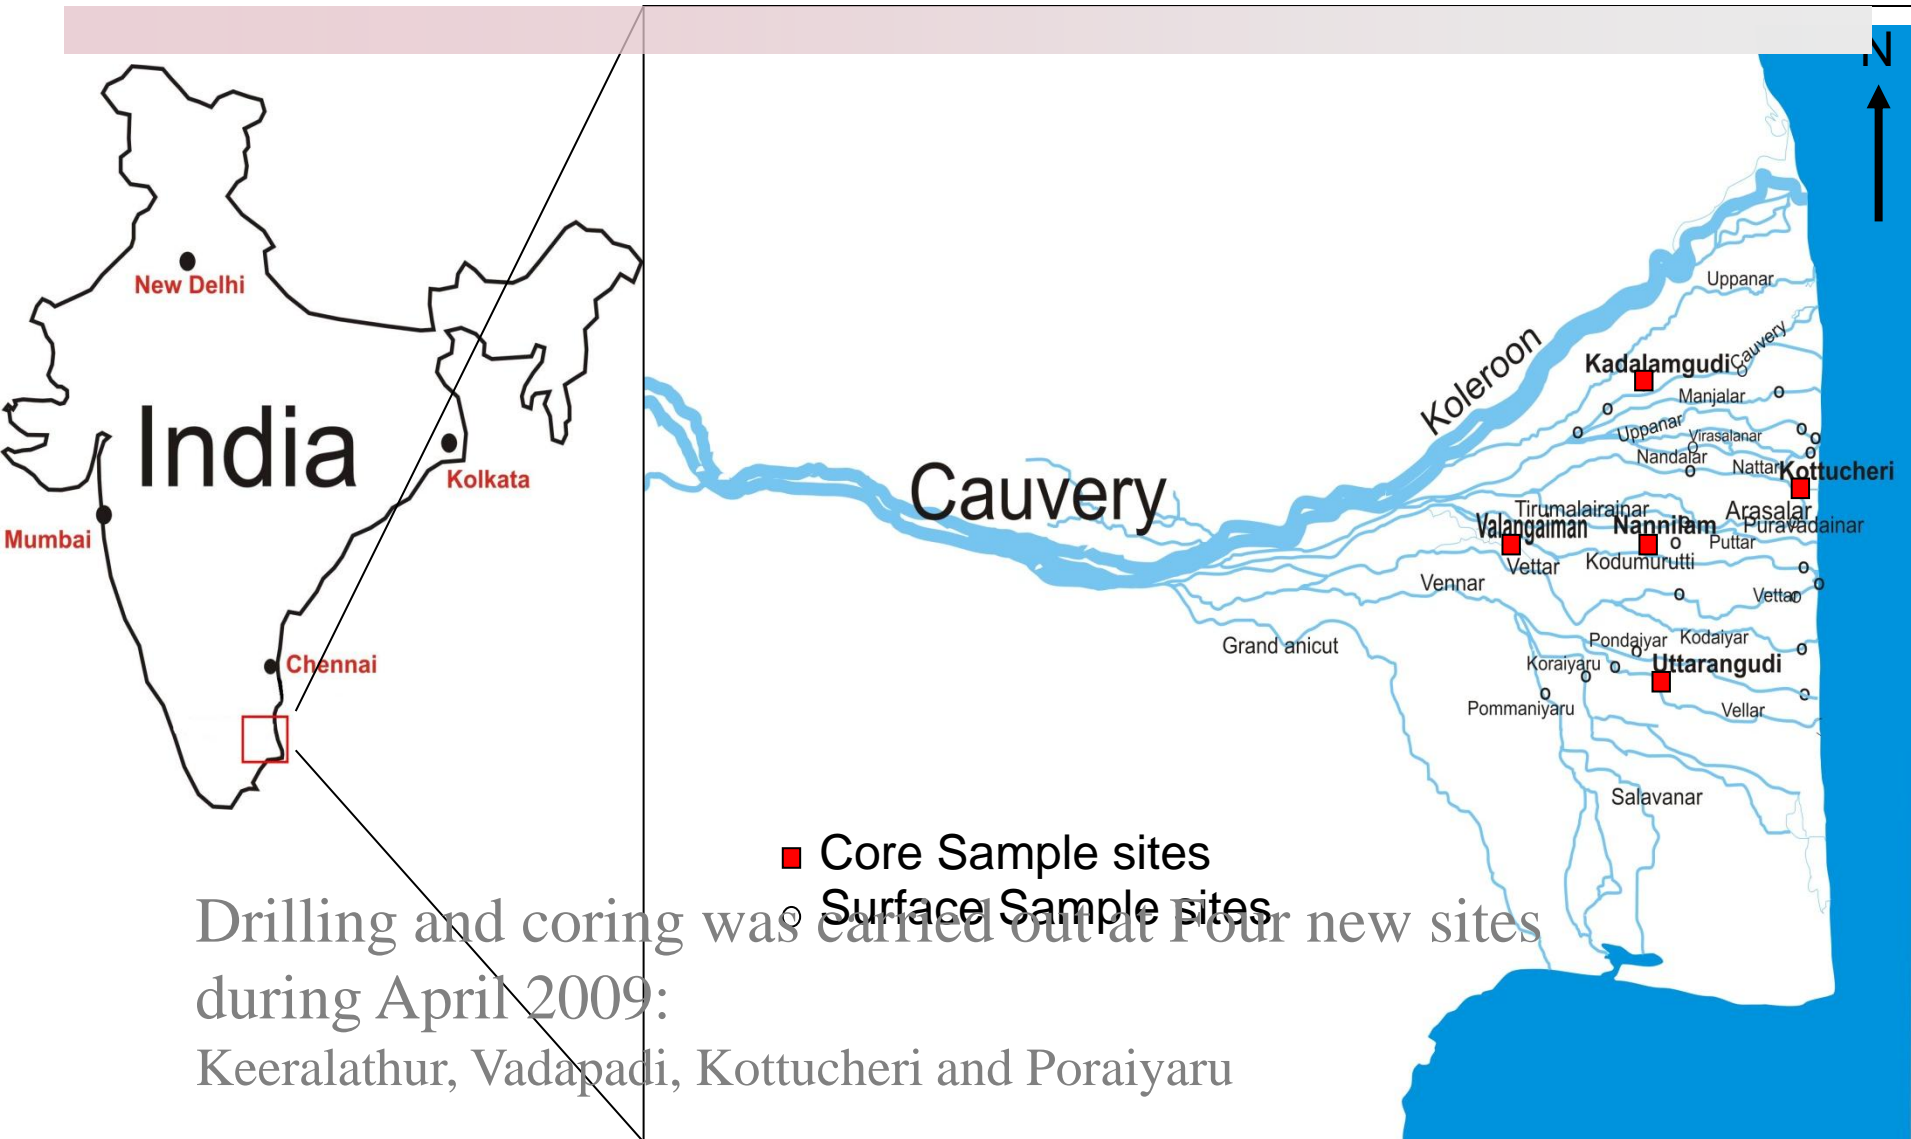 N
New Delhi
India
Kolkata
Mumbai
Chennai
Cauvery
Koleroon
Uppanar
Cauvery
Kadalamgudi
Manjalar
Uppanar
Virasalanar
Nandalar
Nattar
Kottucheri
Tirumalairajnar
Arasalar
Valangaiman
Nannilam
Puravadainar
Puttar
Vettar
Kodumurutti
Vennar
Vettar
Grand anicut
Pondaiyar
Kodaiyar
Koraiyaru
Uttarangudi
Pommaniyaru
Vellar
Salavanar
Core Sample sites
Surface Sample sites
Drilling and coring was carried out at Four new sites
during April 2009:
Keeralathur, Vadapadi, Kottucheri and Poraiyaru